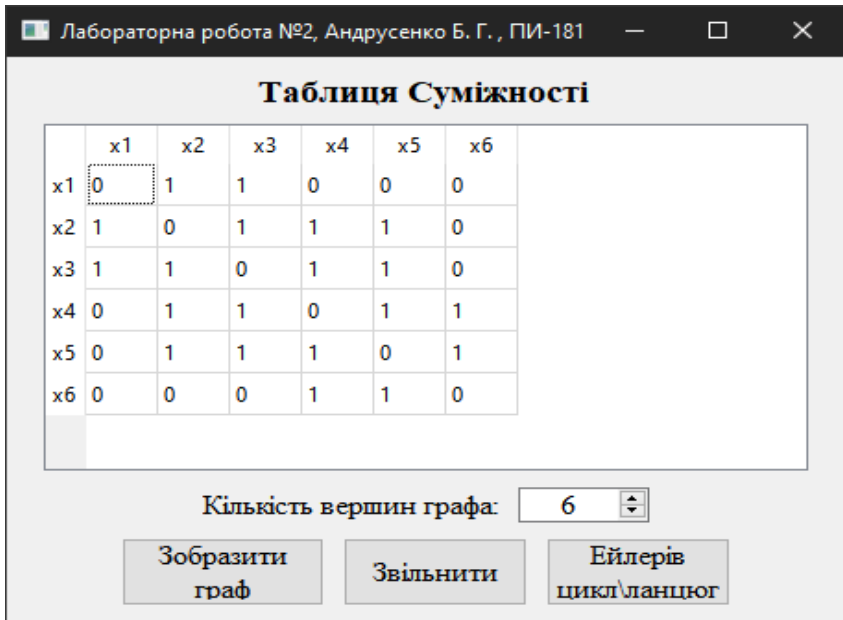 Лабораторна робота №2, Андрусенко Б. Г. , ПИ-181
Таблиця Суміжності
x1 x2 x3 x4 x5 x6
x1 0 1 1 0 0 0
x2 1 0 1 1 1 0
x3 1 1 0 1 1 0
x4 0 1 1 0 1 1
x5 0 1 1 1 0 1
x6 0 0 0 1 1 0
Кількість вершин графа: 6
Зобразити
граф
Звільнити
Ейлерів
цикл\ланцюг